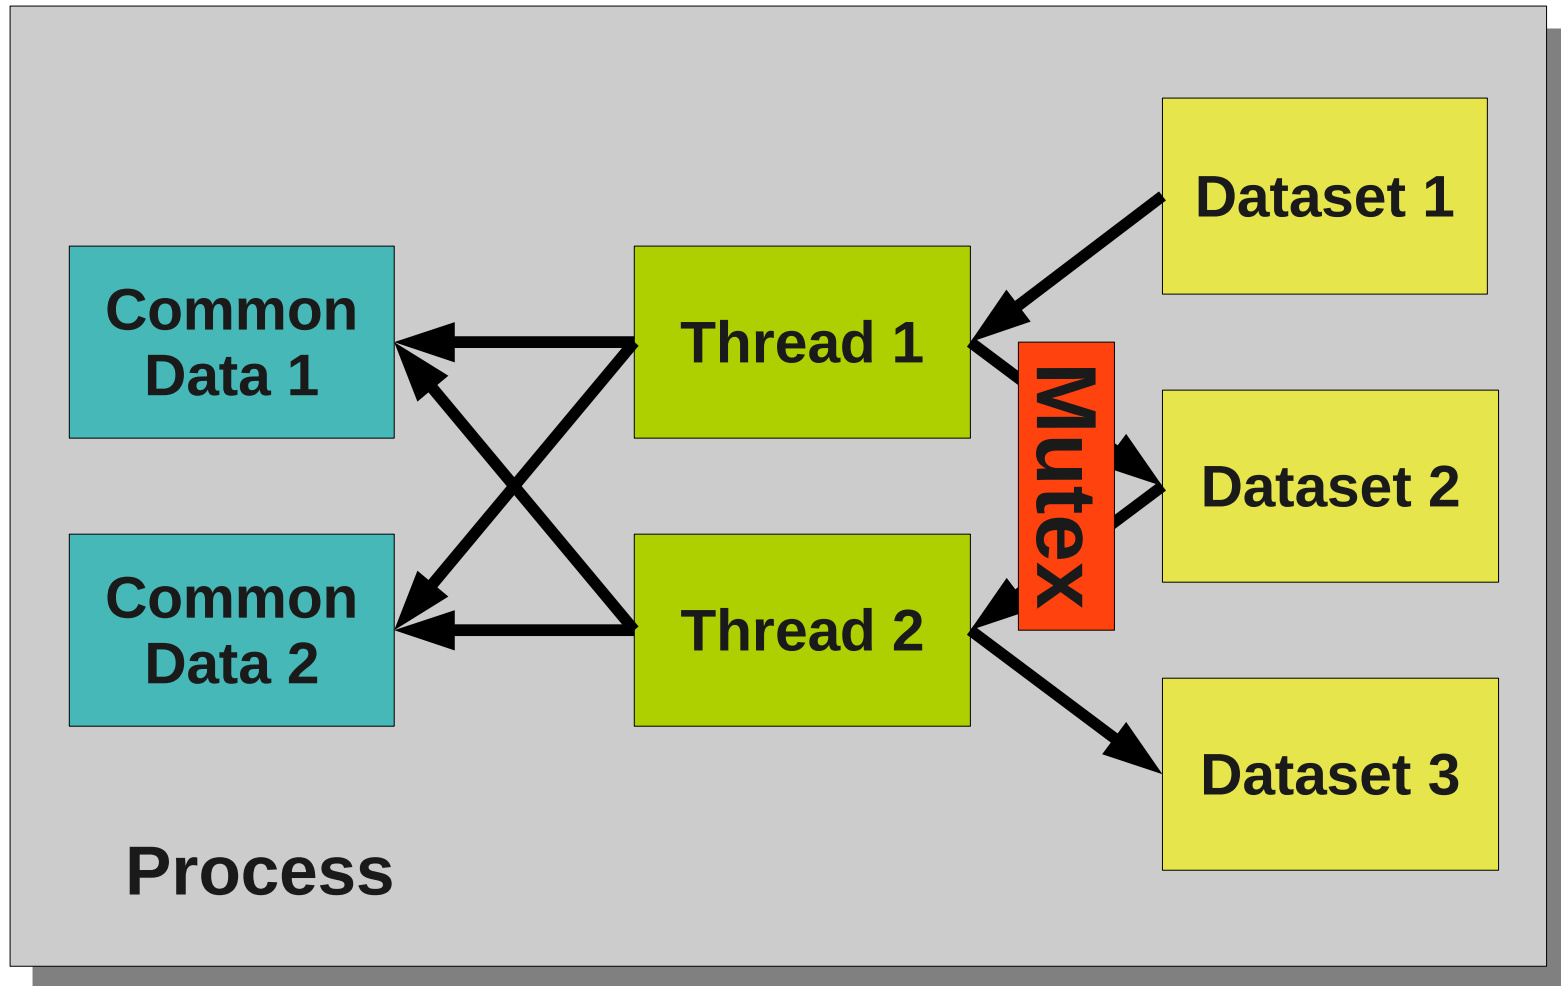 Common
Data 1
Common
Data 2
Thread 1
Thread 2
Mutex
Dataset 1
Dataset 2
Dataset 3
Process